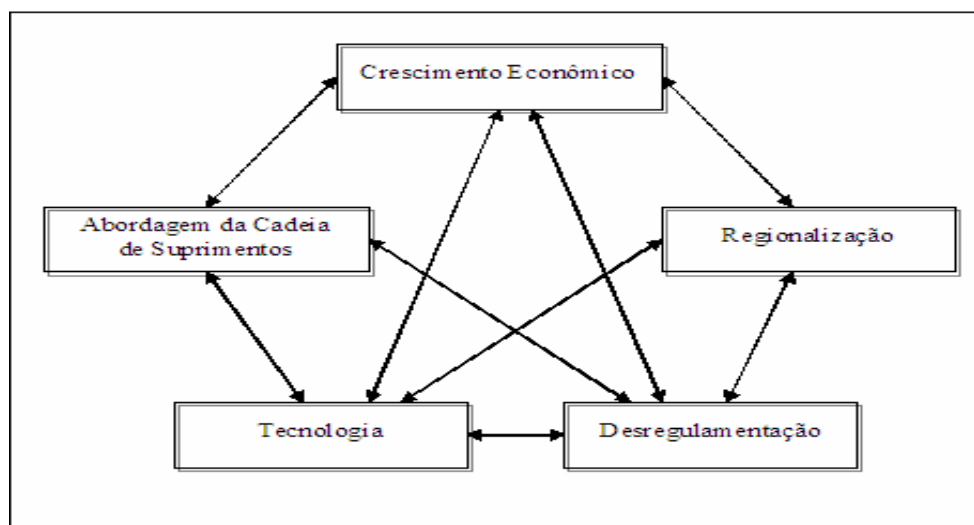 Crescimento Econômico
Abordagem da Cadeia
de Suprimentos
Regionalização
Tecnologia
Desregulamentação